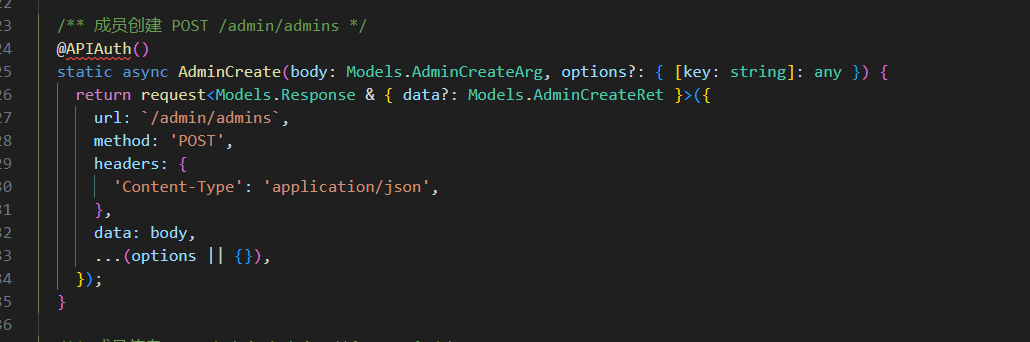 22
23 /** 成员创建 POST /admin/admins */
24 @APIAuth()
25 static async AdminCreate(body: Models.AdminCreateArg, options?: { [key: string]: any }) {
26 return request<Models.Response & { data?: Models.AdminCreateRet }>({
27 url: `/admin/admins`,
28 method: 'POST',
29 headers: {
30 'Content-Type': 'application/json',
31 },
32 data: body,
33 ...(options || {}),
34 });
35 }
36